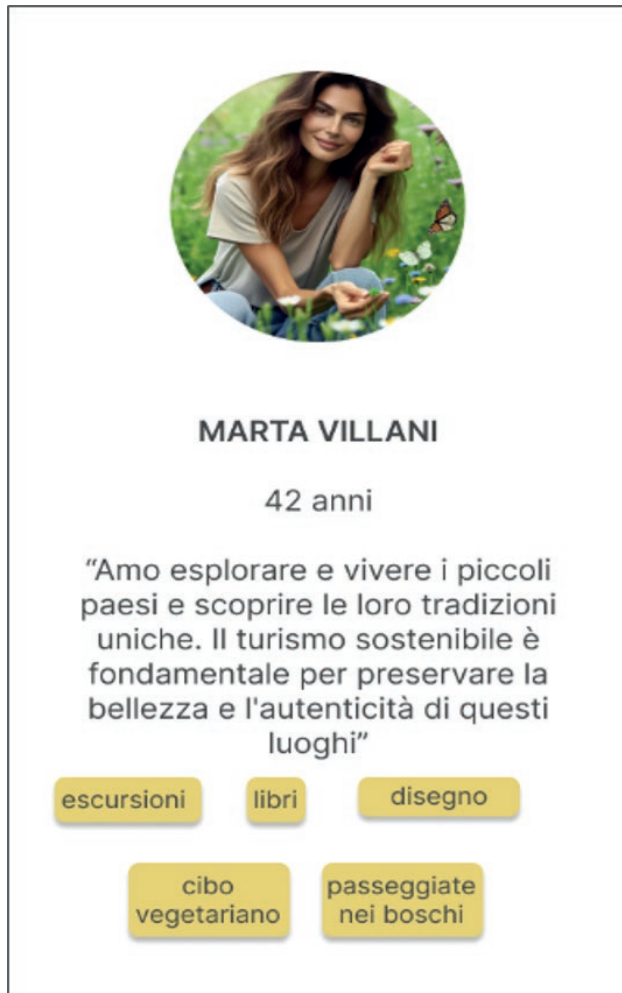 MARTA VILLANI
42 anni
“Amo esplorare e vivere i piccoli
paesi e scoprire le loro tradizioni
uniche. Il turismo sostenibile è
fondamentale per preservare la
bellezza e l'autenticità di questi
luoghi”
escursioni
libri
disegno
cibo
vegetariano
passeggiate
nei boschi